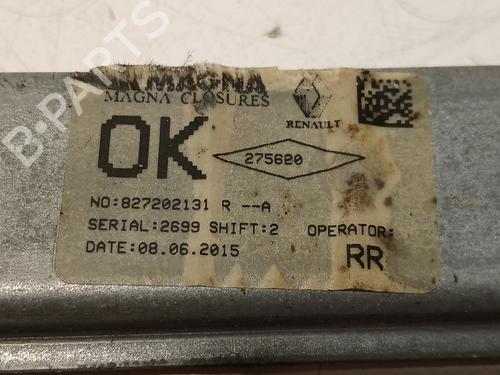 MAGNA
MAGNA CLOSURES
RENAULT
OK
275620
NO:827202131 R --A
SERIAL:2699 SHIFT:2 OPERATOR:
DATE:08.06.2015
RR
B-PARTS